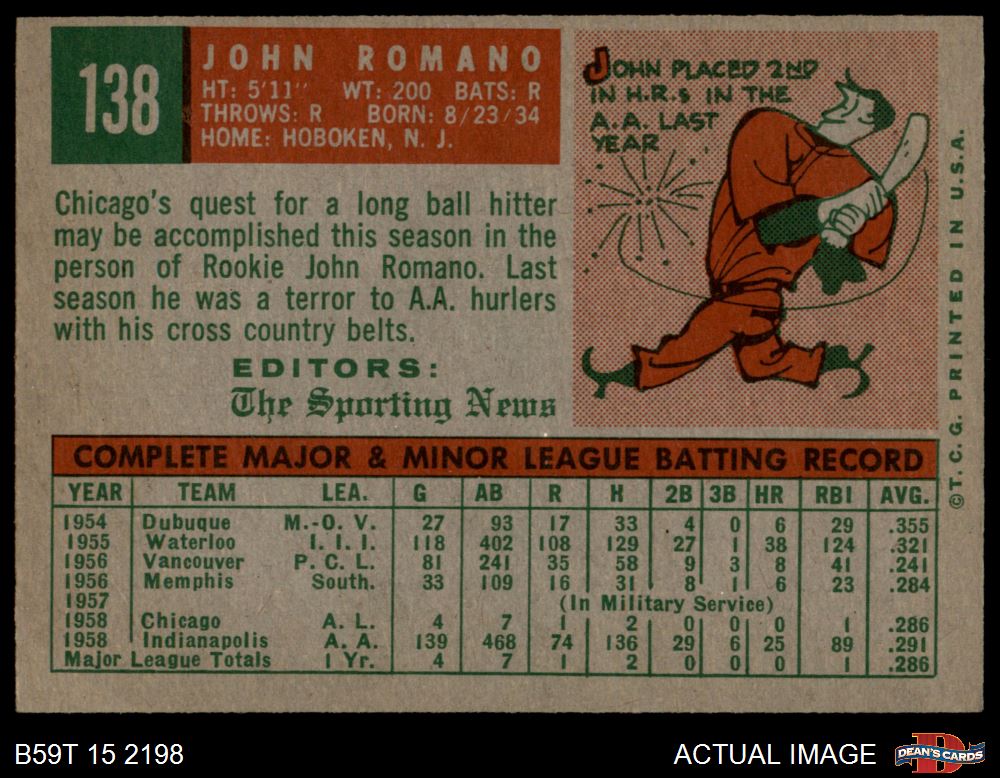 138
JOHN ROMANO
HT: 5'11" WT: 200 BATS: R
THROWS: R BORN: 8/23/34
HOME: HOBOKEN, N. J.
JOHN PLACED 2ND
IN H.R.s IN THE
A.A. LAST
YEAR
Chicago's quest for a long ball hitter
may be accomplished this season in the
person of Rookie John Romano. Last
season he was a terror to A.A. hurlers
with his cross country belts.
EDITORS:
The Sporting News
©T. C. G. PRINTED IN U.S.A.
COMPLETE MAJOR & MINOR LEAGUE BATTING RECORD
YEAR TEAM LEA. G AB R H 2B 3B HR RBI AVG.
1954 Dubuque M.-O. V. 27 93 17 33 4 0 6 29 .355
1955 Waterloo I. I. I. 118 402 108 129 27 1 38 124 .321
1956 Vancouver P. C. L. 81 241 35 58 9 3 8 41 .241
1956 Memphis South. 33 109 16 31 8 1 6 23 .284
1957 (In Military Service)
1958 Chicago A. L. 4 7 1 2 0 0 0 1 .286
1958 Indianapolis A. A. 139 468 74 136 29 6 25 89 .291
Major League Totals 1 Yr. 4 7 1 2 0 0 0 1 .286
B59T 15 2198
ACTUAL IMAGE
DEAN'S CARDS